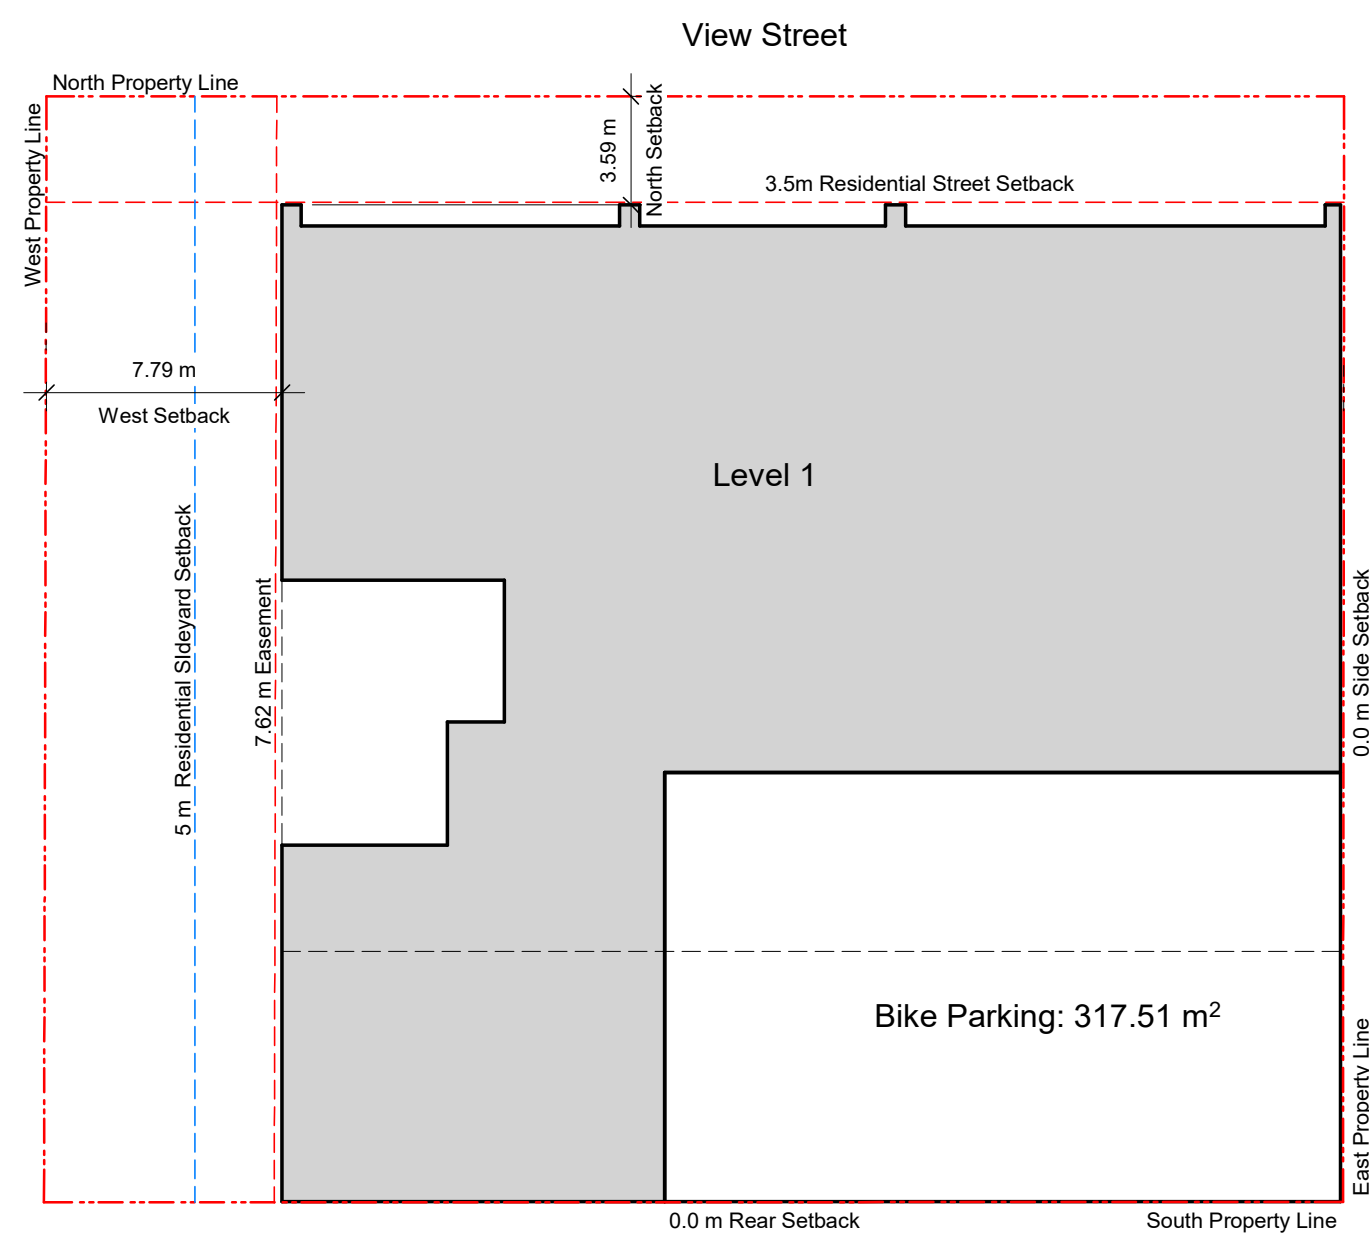 View Street
North Property Line
West Property Line
3.59 m
North Setback
3.5m Residential Street Setback
7.79 m
West Setback
Level 1
5 m Residential SIdeyard Setback
7.62 m Easement
0.0 m Side Setback
Bike Parking: 317.51 m²
East Property Line
0.0 m Rear Setback
South Property Line